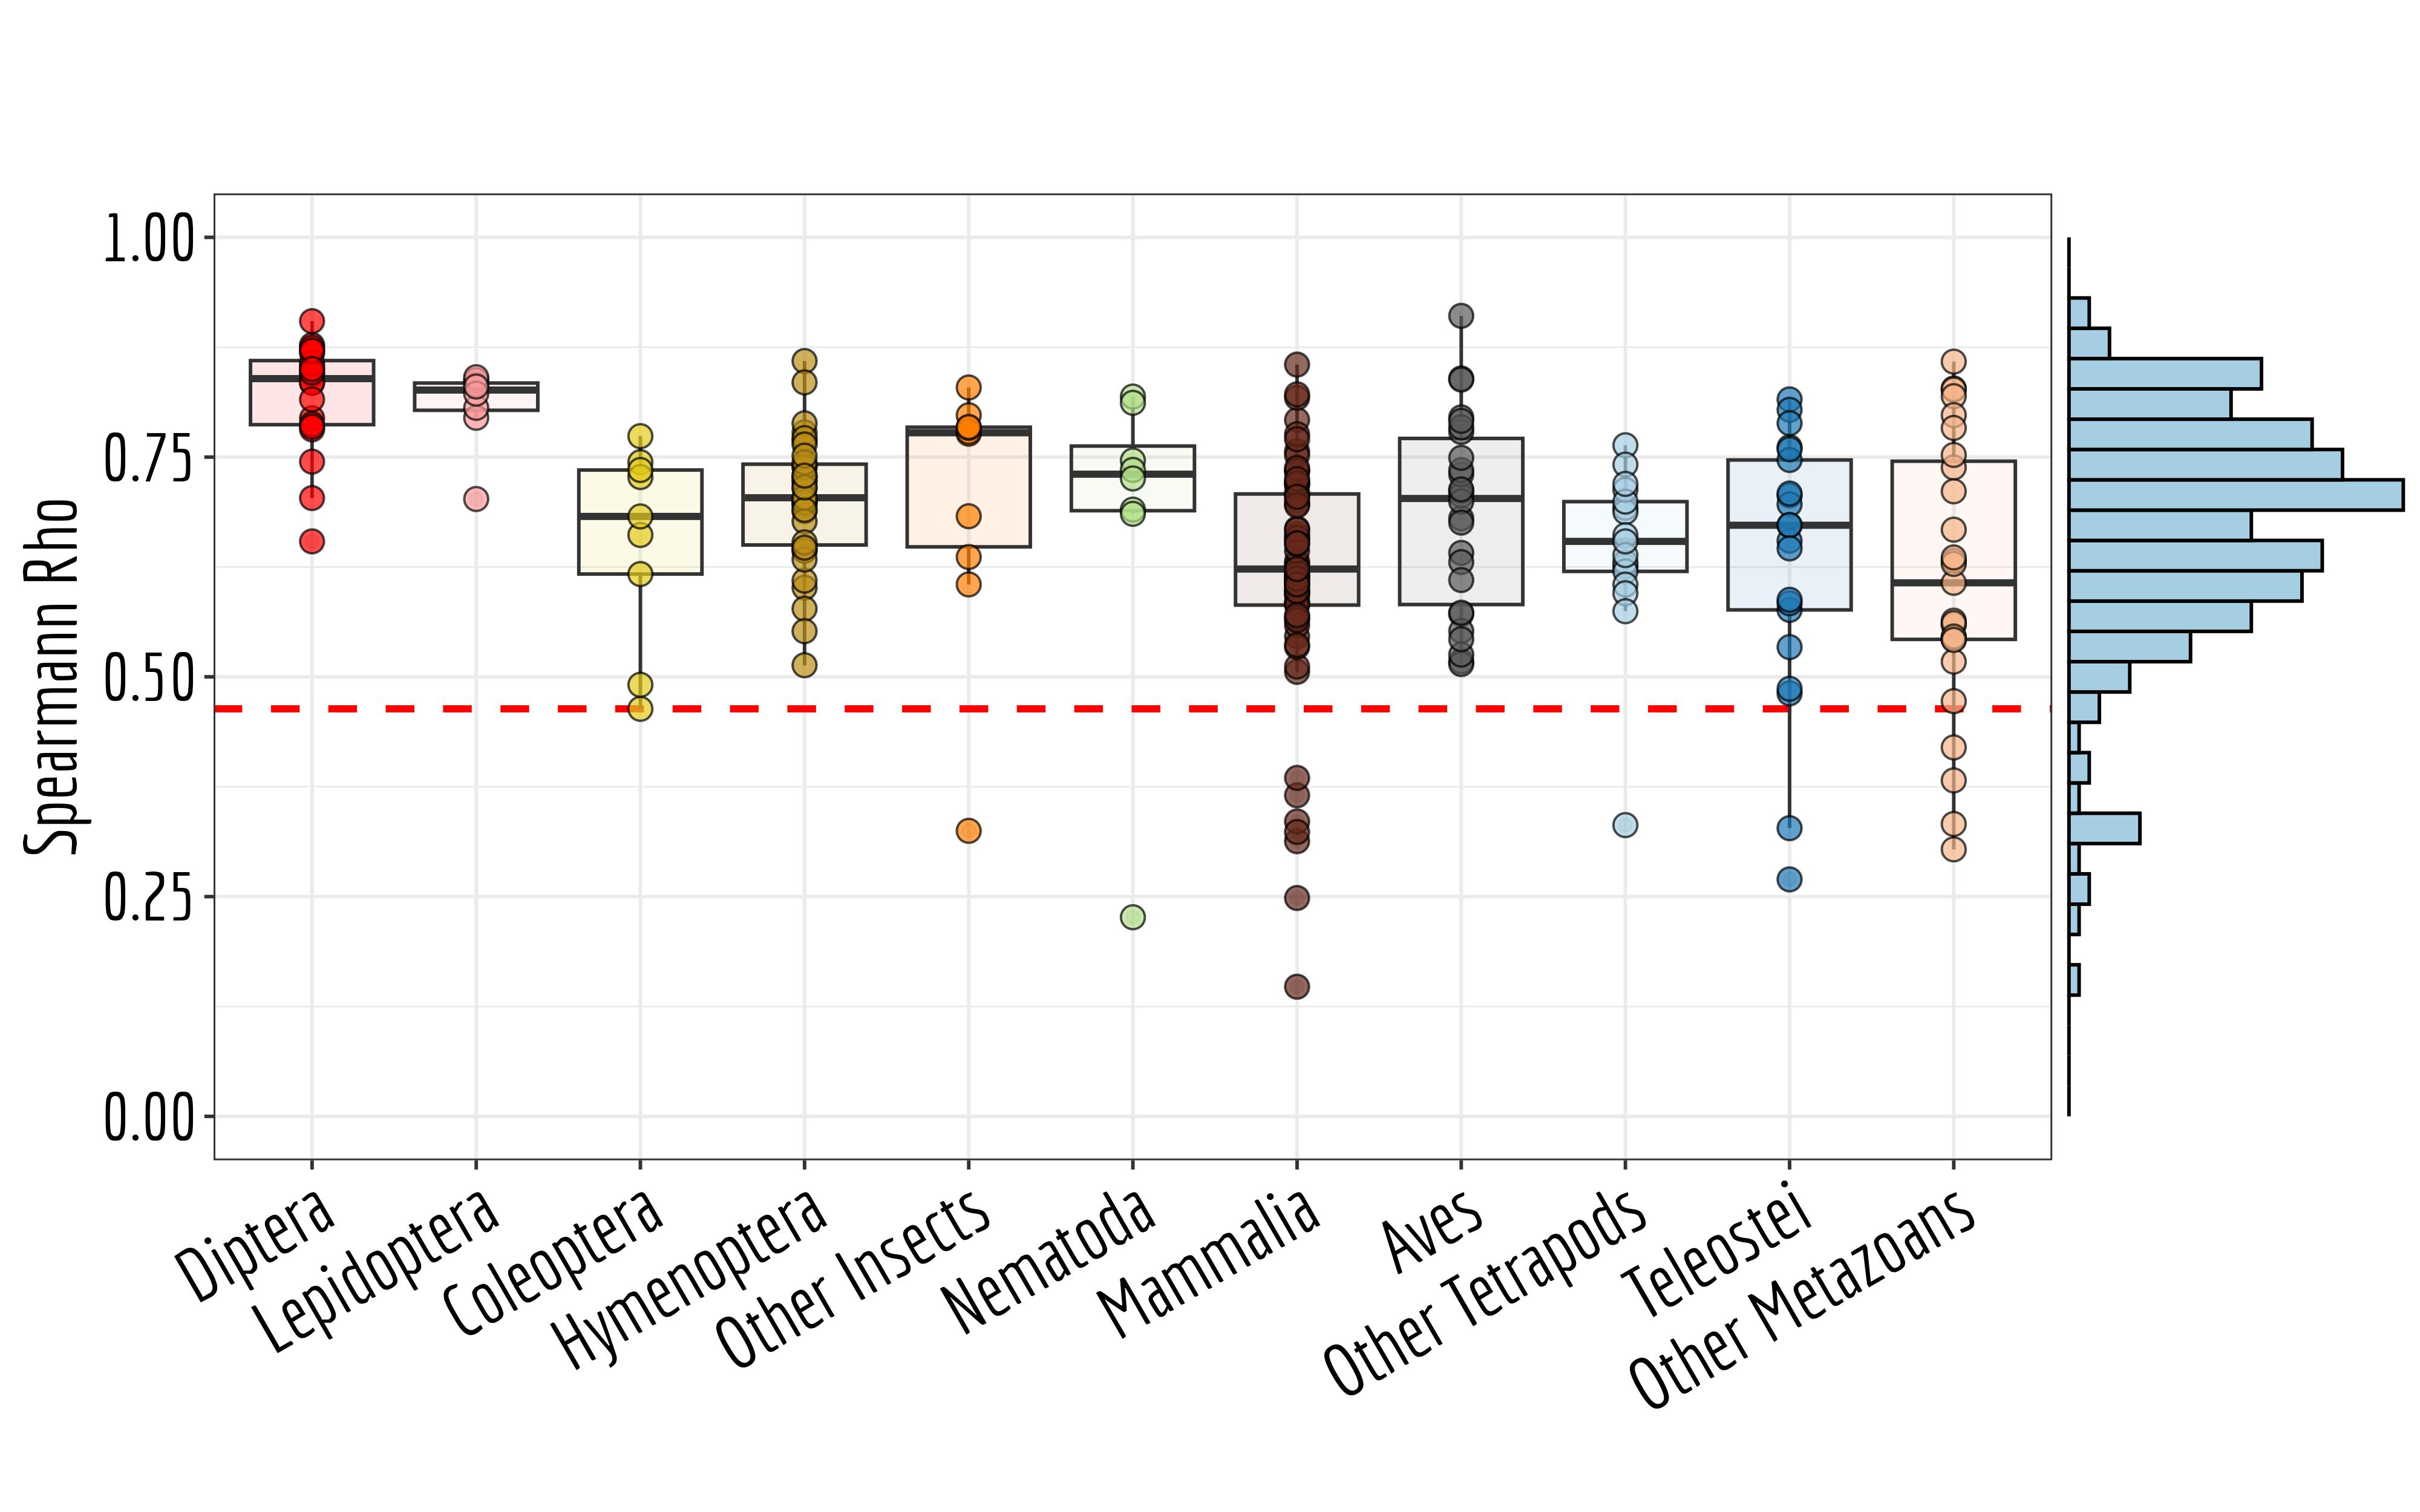 Spearmann Rho
1.00
0.75
0.50
0.25
0.00
Diptera
Lepidoptera
Coleoptera
Hymenoptera
Other Insects
Nematoda
Mammalia
Aves
Other Tetrapods
Teleostei
Other Metazoans